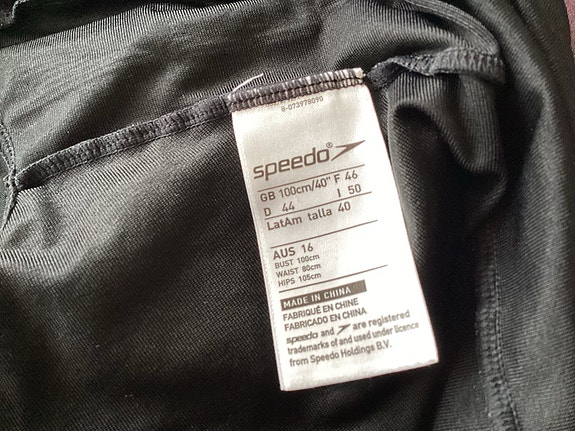 8-073978090
speedo®
GB 100cm/40" F 46
D 44 I 50
LatAm talla 40
AUS 16
BUST 100cm
WAIST 80cm
HIPS 105cm
MADE IN CHINA
FABRIQUÉ EN CHINE
FABRICADO EN CHINA
speedo and are registered
trademarks of and used under licence
from Speedo Holdings B.V.